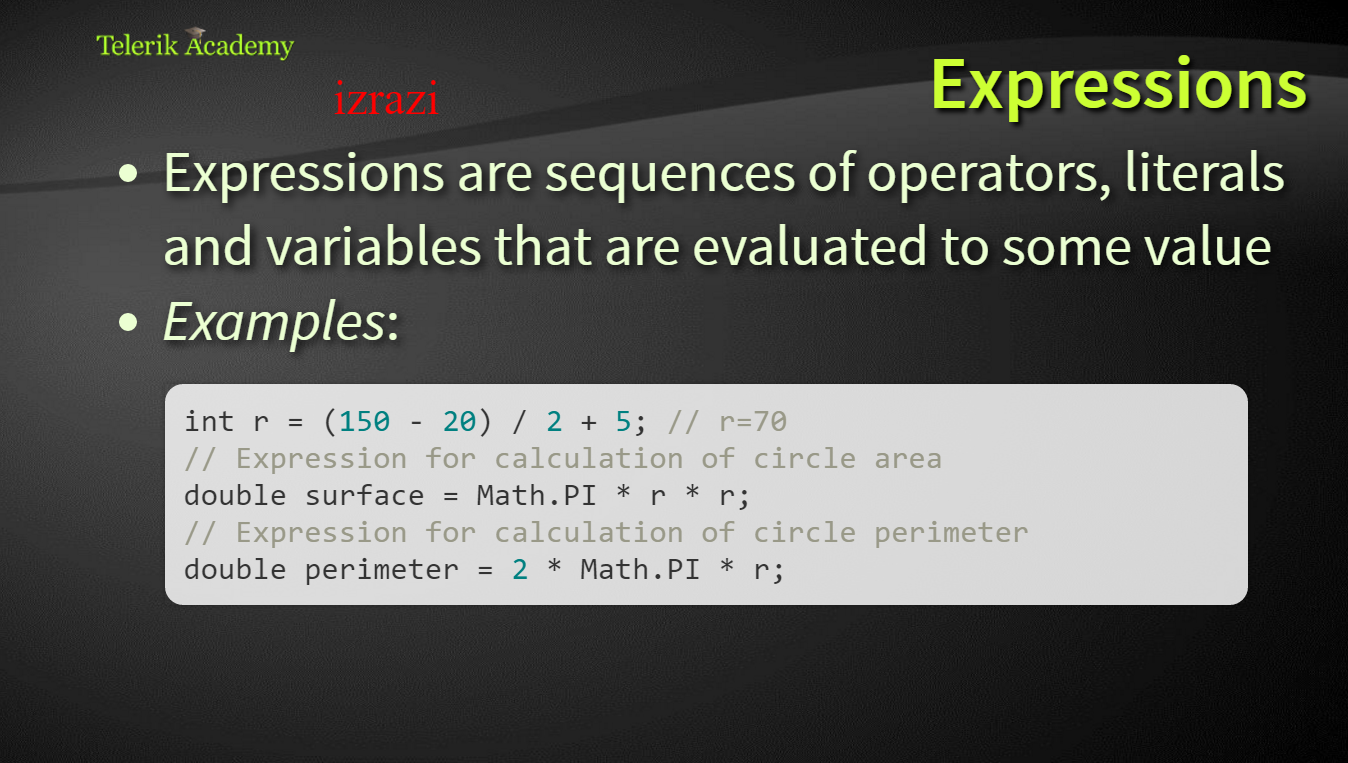 Telerik Academy
izrazi
Expressions
• Expressions are sequences of operators, literals
and variables that are evaluated to some value
• Examples:
int r = (150 - 20) / 2 + 5; // r=70
// Expression for calculation of circle area
double surface = Math.PI * r * r;
// Expression for calculation of circle perimeter
double perimeter = 2 * Math.PI * r;